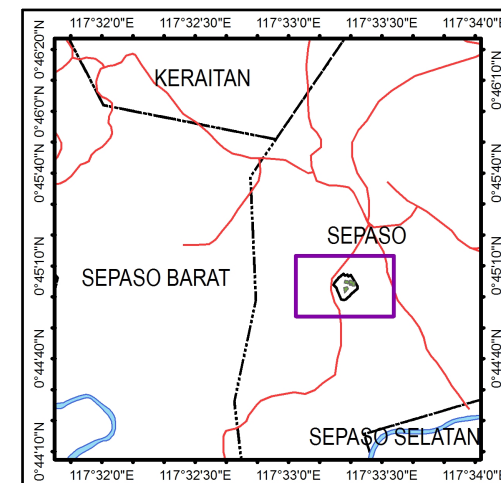 117°32'0"E 117°32'30"E 117°33'0"E 117°33'30"E 117°34'0"E
0°46'20"N
0°46'10"N
KERAITAN
0°46'0"N
0°45'40"N
0°45'40"N
SEPASO
0°45'10"N
0°45'10"N
SEPASO BARAT
0°44'40"N
0°44'40"N
SEPASO SELATAN
0°44'10"N
0°44'10"N
117°32'0"E 117°32'30"E 117°33'0"E 117°33'30"E 117°34'0"E